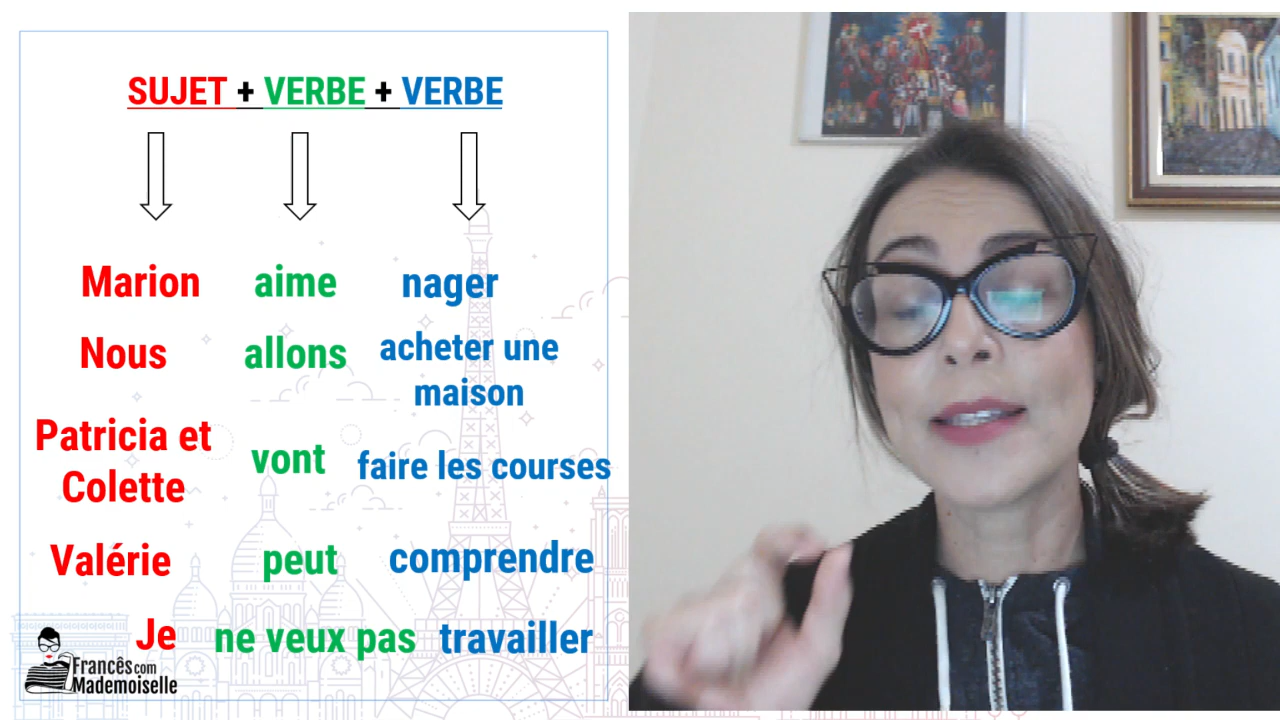 SUJET + VERBE + VERBE
Marion aime nager
Nous allons acheter une
maison
Patricia et
Colette
vont faire les courses
Valérie peut comprendre
Je ne veux pas travailler
Francês com
Mademoiselle